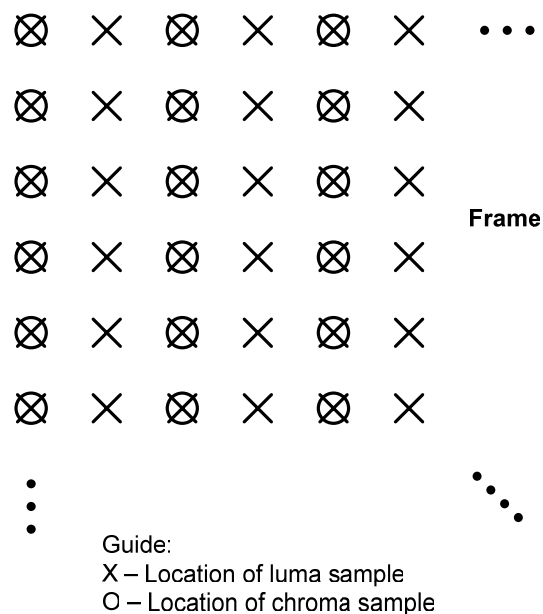 Frame
Guide:
X – Location of luma sample
O – Location of chroma sample